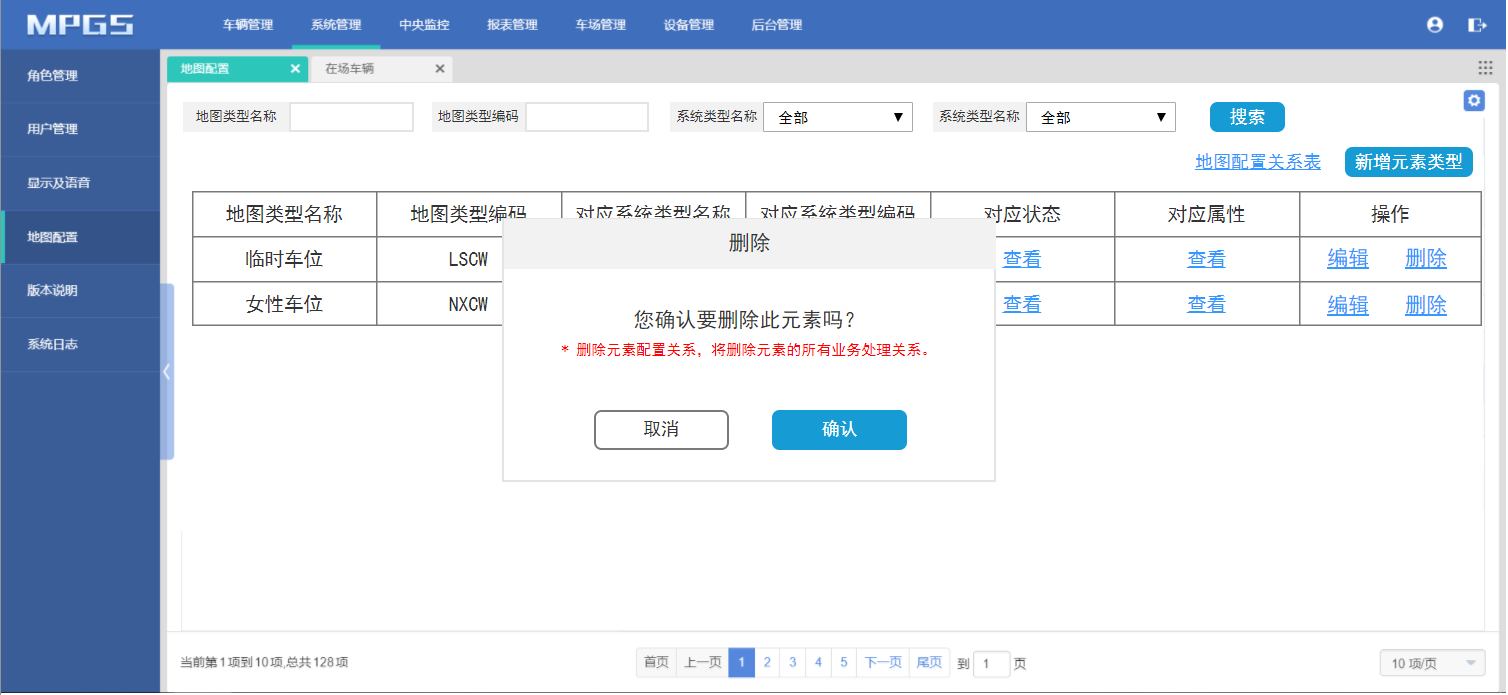 MPGS
车辆管理 系统管理 中央监控 报表管理 车场管理 设备管理 后台管理
角色管理
用户管理
显示及语音
地图配置
版本说明
系统日志
地图配置 × 在场车辆 ×
地图类型名称 地图类型编码 系统类型名称 全部 ▼ 系统类型名称 全部 ▼ 搜索
地图配置关系表 新增元素类型
地图类型名称 地图类型编码 对应系统类型名称 对应系统类型编码 对应状态 对应属性 操作
临时车位 LSCW 查看 查看 编辑 删除
女性车位 NXCW 查看 查看 编辑 删除
删除
您确认要删除此元素吗?
* 删除元素配置关系，将删除元素的所有业务处理关系。
取消 确认
当前第1项到10项,总共128项 首页 上一页 1 2 3 4 5 下一页 尾页 到 1 页 10 项/页